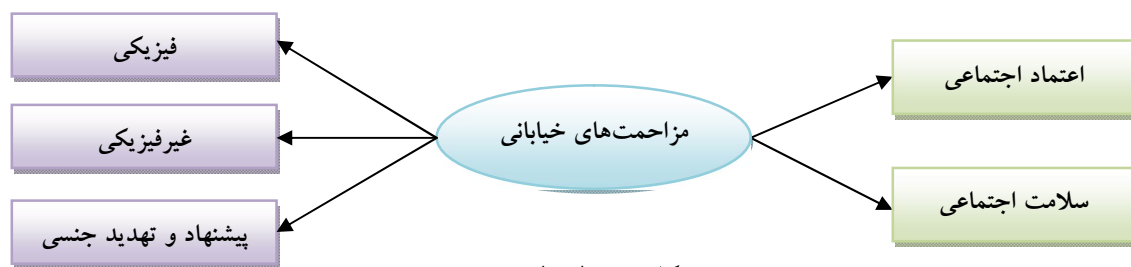 اعتماد اجتماعی
سلامت اجتماعی
مزاحمت‌های خیابانی
فیزیکی
غیرفیزیکی
پیشنهاد و تهدید جنسی